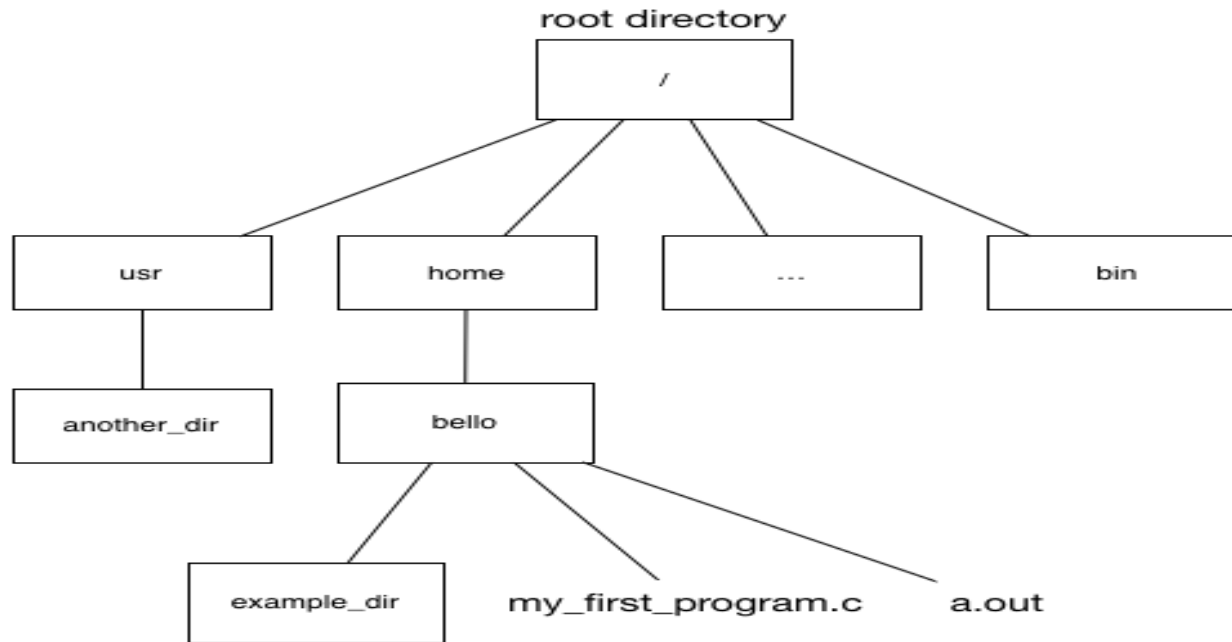 root directory
/
usr
home
...
bin
another_dir
bello
example_dir
my_first_program.c
a.out